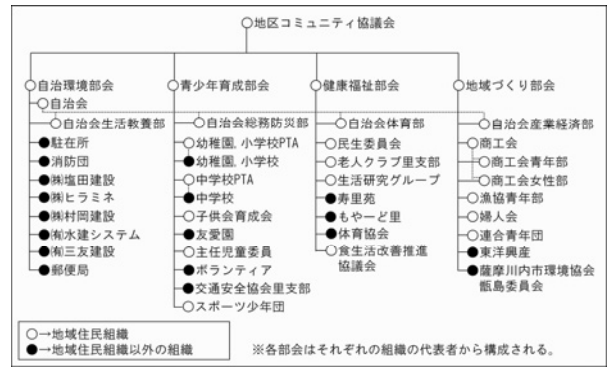 ○地区コミュニティ協議会
○自治環境部会
○自治会
○自治会生活教養部
●駐在所
●消防団
●㈱塩田建設
●㈱ヒラミネ
●㈱村岡建設
●㈲水建システム
●㈲三友建設
●郵便局
○青少年育成部会
○自治会総務防災部
○幼稚園,小学校PTA
●幼稚園,小学校
○中学校PTA
●中学校
○子供会育成会
●友愛園
○主任児童委員
●ボランティア
●交通安全協会里支部
○スポーツ少年団
○健康福祉部会
○自治会体育部
○民生委員会
○老人クラブ里支部
○生活研究グループ
●寿里苑
●もやーど里
●体育協会
○食生活改善推進
協議会
○地域づくり部会
○自治会産業経済部
○商工会
○商工会青年部
○商工会女性部
○漁協青年部
○婦人会
○連合青年団
●東洋興産
●薩摩川内市環境協会
甑島委員会
○→地域住民組織
●→地域住民組織以外の組織
※各部会はそれぞれの組織の代表者から構成される。